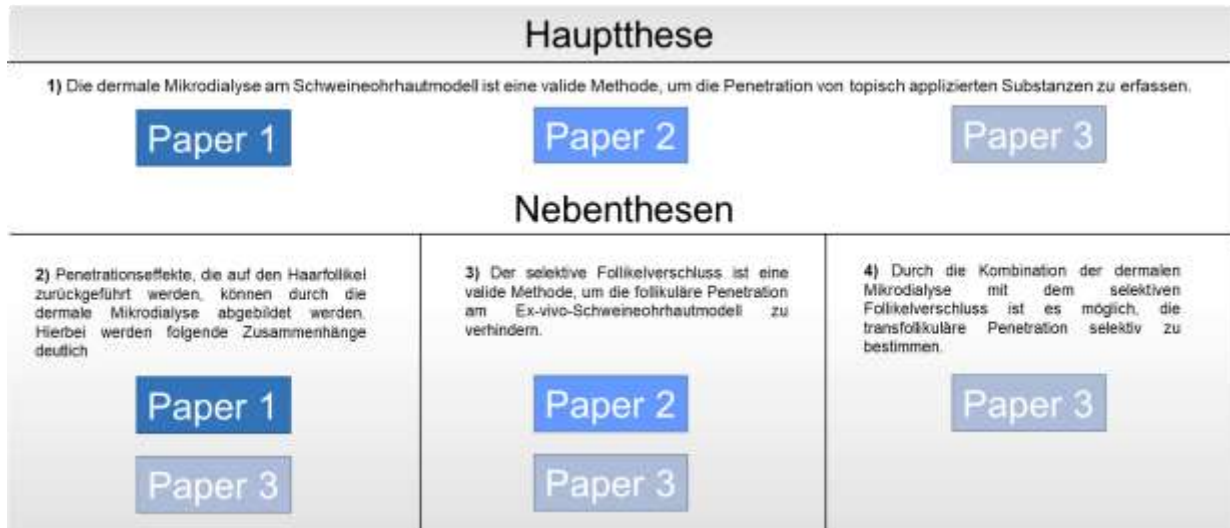 Hauptthese
1) Die dermale Mikrodialyse am Schweineohrhautmodell ist eine valide Methode, um die Penetration von topisch applizierten Substanzen zu erfassen.
Paper 1
Paper 2
Paper 3
Nebenthesen
2) Penetrationseffekte, die auf den Haarfollikel
zurückgeführt werden, können durch die
dermale Mikrodialyse abgebildet werden.
Hierbei werden folgende Zusammenhänge
deutlich
Paper 1
Paper 3
3) Der selektive Follikelverschluss ist eine
valide Methode, um die follikuläre Penetration
am Ex-vivo-Schweineohrhautmodell zu
verhindern.
Paper 2
Paper 3
4) Durch die Kombination der dermalen
Mikrodialyse mit dem selektiven
Follikelverschluss ist es möglich, die
transfollikuläre Penetration selektiv zu
bestimmen.
Paper 3